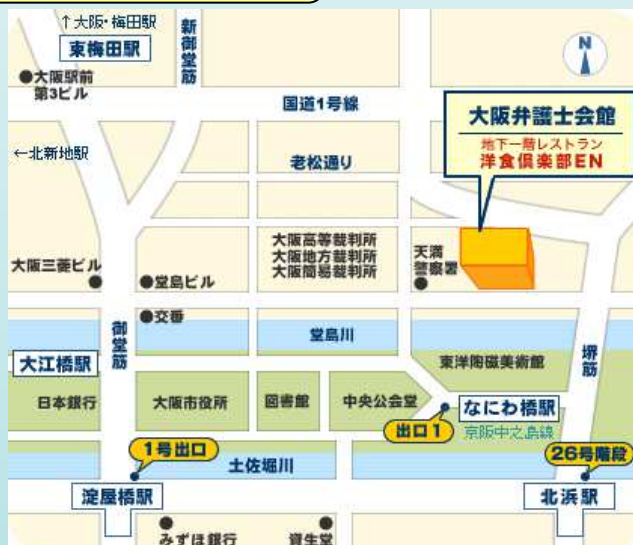 ↑大阪・梅田駅
東梅田駅
新御堂筋
N
●大阪駅前
第3ビル
国道1号線
大阪弁護士会館
地下一階レストラン
洋食倶楽部EN
←北新地駅
老松通り
大阪高等裁判所
大阪地方裁判所
大阪簡易裁判所
天満
警察署
大阪三菱ビル
●堂島ビル
●交番
御堂筋
堂島川
堺筋
大江橋駅
東洋陶磁美術館
日本銀行
大阪市役所
図書館
中央公会堂
なにわ橋駅
出口1
京阪中之島線
1号出口
土佐堀川
26号階段
淀屋橋駅
北浜駅
みずほ銀行
資生堂